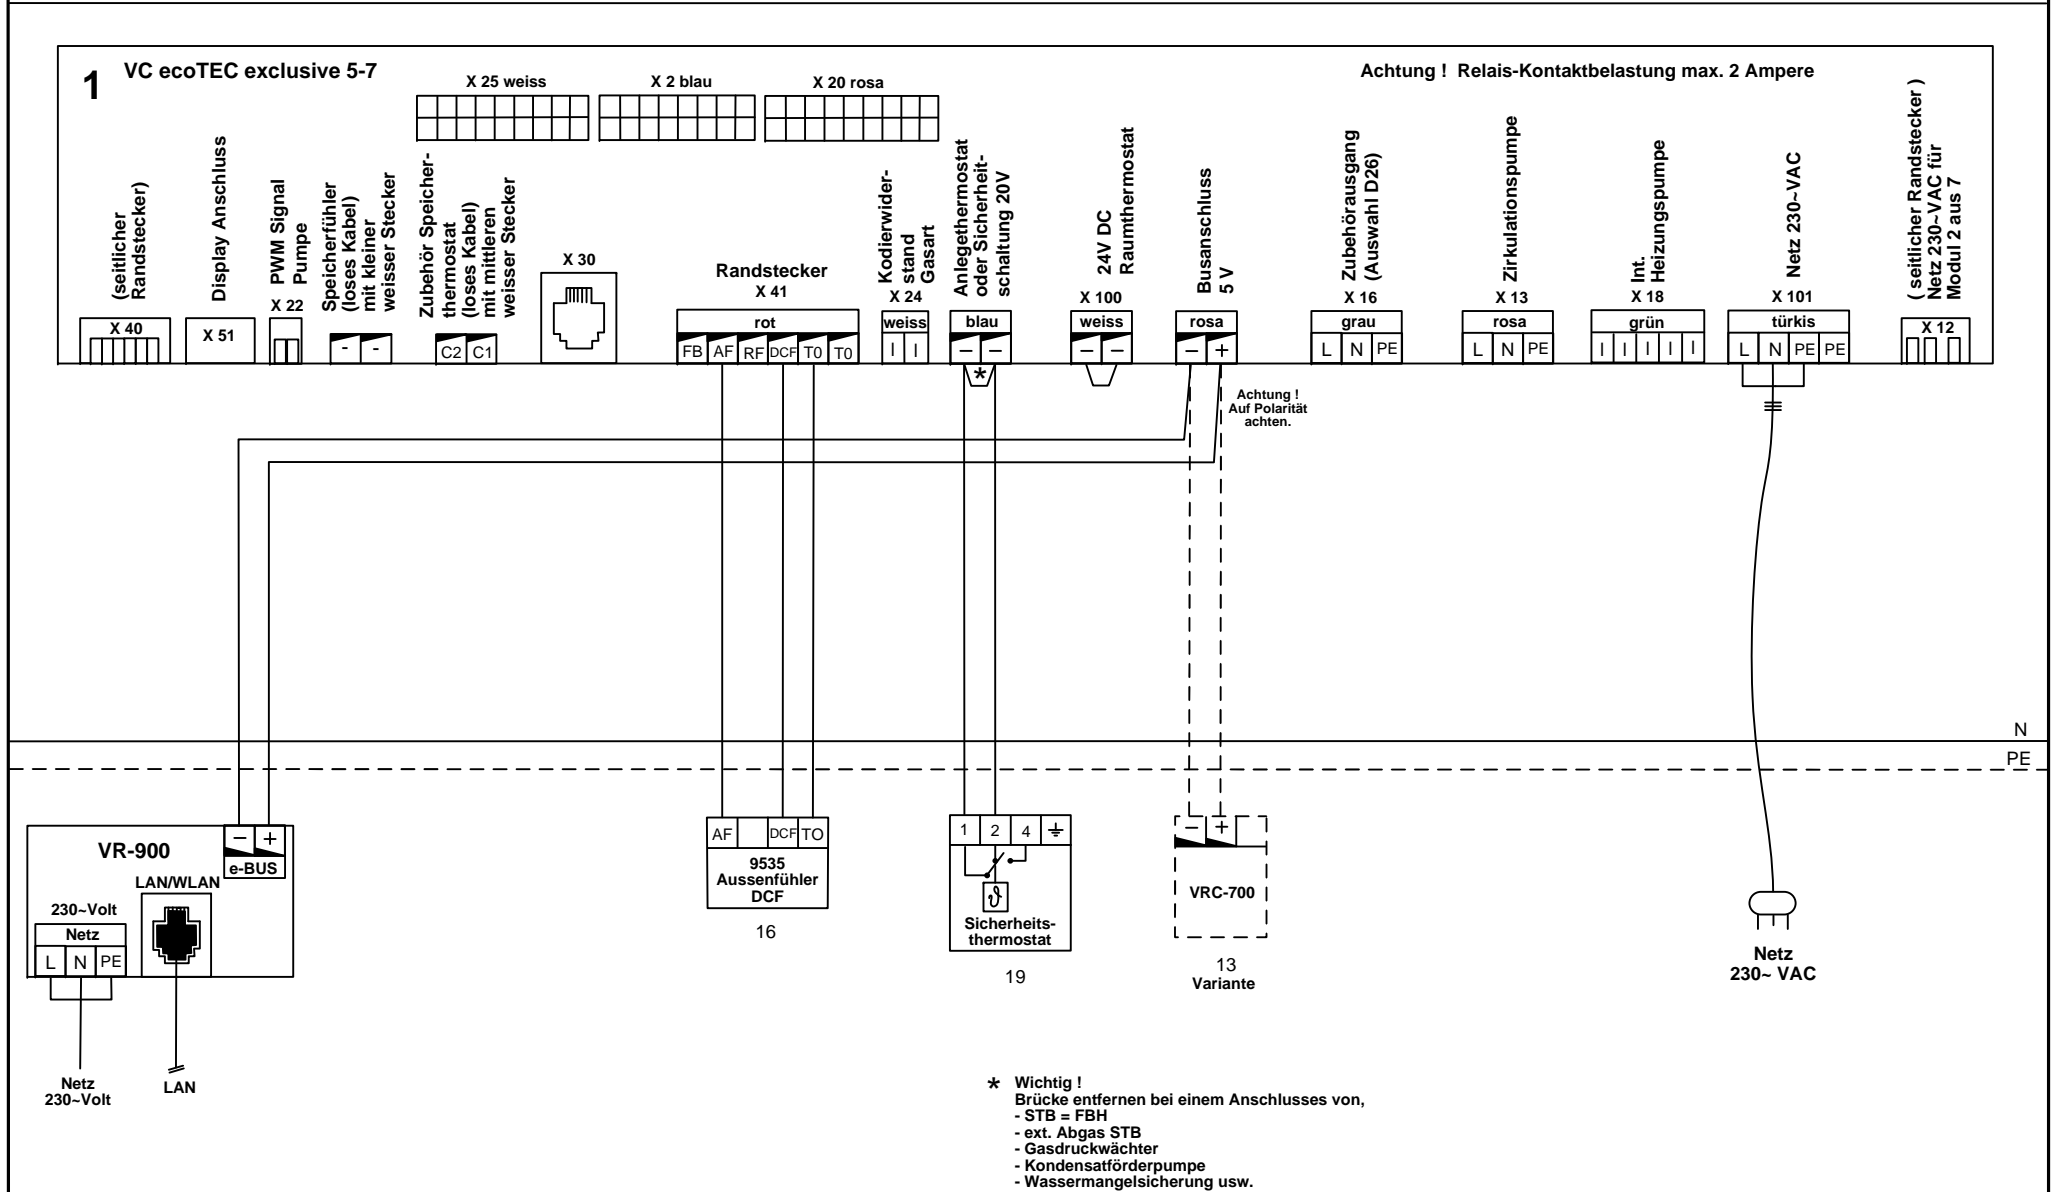 1
VC ecoTEC exclusive 5-7
X 25 weiss
X 2 blau
X 20 rosa
Achtung ! Relais-Kontaktbelastung max. 2 Ampere
(seitlicher
Randstecker)
X 40
Display Anschluss
X 51
PWM Signal
Pumpe
X 22
Speicherfühler
(loses Kabel)
mit kleiner
weisser Stecker
- -
Zubehör Speicher-
thermostat
(loses Kabel)
mit mittleren
weisser Stecker
C2 C1
X 30
Randstecker
X 41
rot
FB AF RF DCF T0 T0
Kodierwider-
stand
Gasart
X 24
weiss
I I
Anlegethermostat
oder Sicherheit-
schaltung 20V
blau
– –
*
24V DC
Raumthermostat
X 100
weiss
– –
Busanschluss
5 V
rosa
– +
Achtung !
Auf Polarität
achten.
Zubehörausgang
(Auswahl D26)
X 16
grau
L N PE
Zirkulationspumpe
X 13
rosa
L N PE
Int.
Heizungspumpe
X 18
grün
I I I I I
Netz 230~VAC
X 101
türkis
L N PE PE
( seitlicher Randstecker )
Netz 230~VAC für
Modul 2 aus 7
X 12
N
PE
VR-900
– +
e-BUS
LAN/WLAN
230~Volt
Netz
L N PE
Netz
230~Volt
LAN
AF DCF TO
9535
Aussenfühler
DCF
16
1 2 4
ϑ
Sicherheits-
thermostat
19
– +
VRC-700
13
Variante
Netz
230~ VAC
* Wichtig !
Brücke entfernen bei einem Anschlusses von,
- STB = FBH
- ext. Abgas STB
- Gasdruckwächter
- Kondensatförderpumpe
- Wassermangelsicherung usw.